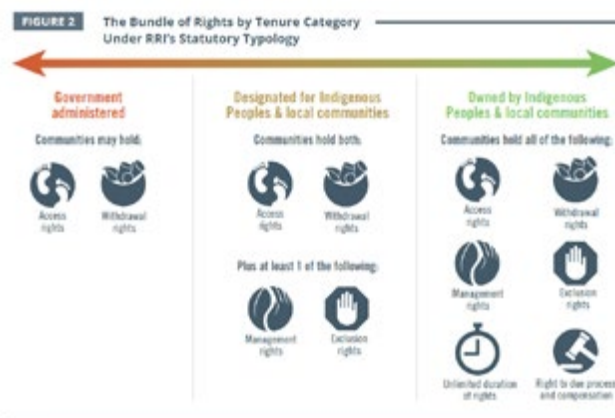 FIGURE 2
The Bundle of Rights by Tenure Category
Under RRI's Statutory Typology
Government
administered
Communities may hold:
Access
rights
Withdrawal
rights
Designated for Indigenous
Peoples & local communities
Communities hold both:
Access
rights
Withdrawal
rights
Plus at least 1 of the following:
Management
rights
Exclusion
rights
Owned by Indigenous
Peoples & local communities
Communities hold all of the following:
Access
rights
Withdrawal
rights
Management
rights
Exclusion
rights
Unlimited duration
of rights
Right to due process
and compensation